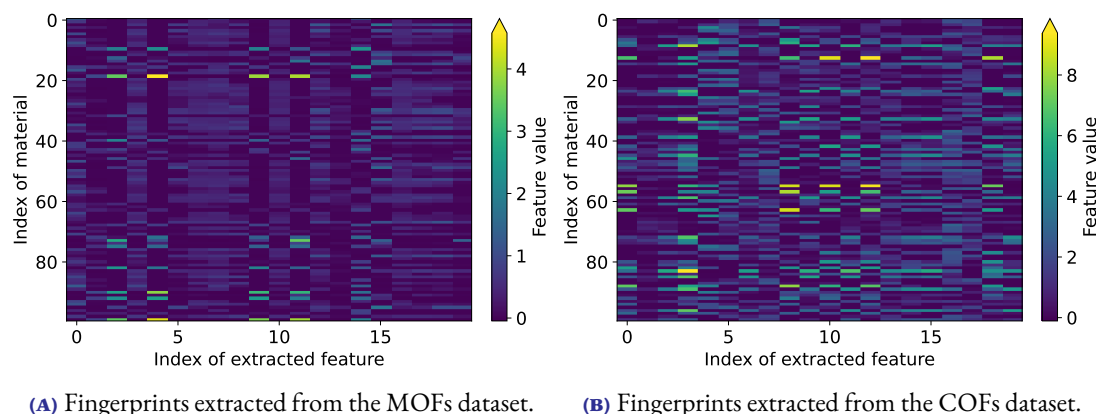 0
20
40
60
80
Index of material
0 5 10 15
Index of extracted feature
4
3
2
1
0
Feature value
(A) Fingerprints extracted from the MOFs dataset.
0
20
40
60
80
Index of material
0 5 10 15
Index of extracted feature
8
6
4
2
0
Feature value
(B) Fingerprints extracted from the COFs dataset.